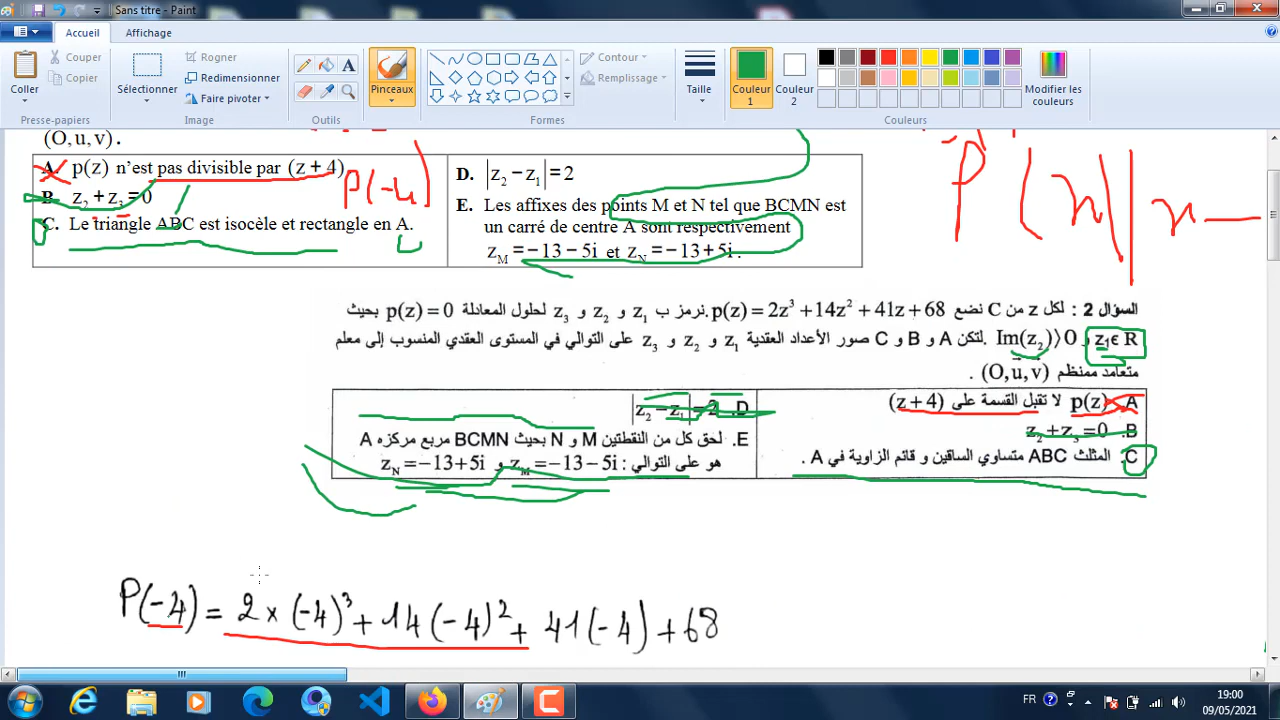 Sans titre - Paint
Accueil Affichage
Coller
Couper
Copier
Presse-papiers
Sélectionner
Rogner
Redimensionner
Faire pivoter
Image
Outils
Pinceaux
Contour
Remplissage
Formes
Taille
Couleur 1
Couleur 2
Modifier les couleurs
Couleurs
(O,u,v) .
A. p(z) n'est pas divisible par (z + 4)
B. z₂ + z₃ = 0
C. Le triangle ABC est isocèle et rectangle en A.
P(-4)
D. |z₂ − z₁| = 2
E. Les affixes des points M et N tel que BCMN est
un carré de centre A sont respectivement
z_M = −13 − 5i et z_N = −13 + 5i .
P(x) | x —
السؤال 2 : لكل z من C نضع p(z) = 2z³ + 14z² + 41z + 68.نرمز ب z₁ و z₂ و z₃ لحلول المعادلة p(z) = 0 بحيث
z₁ϵ R و Im(z₂)⟩0 .لتكن A و B و C صور الأعداد العقدية z₁ و z₂ و z₃ على التوالي في المستوى العقدي المنسوب إلى معلم
متعامد ممنظم (O,u,v) .
A. p(z) لا تقبل القسمة على (z + 4)
B. z₂ + z₃ = 0
C. المثلث ABC متساوي الساقين و قائم الزاوية في A .
D. |z₂ − z₁| = 2
E. لحق كل من النقطتين M و N بحيث BCMN مربع مركزه A
هو على التوالي : z_M = −13 − 5i و z_N = −13 + 5i
P(-4) = 2 × (-4)³ + 14 (-4)² + 41 (-4) + 68
FR
19:00
09/05/2021